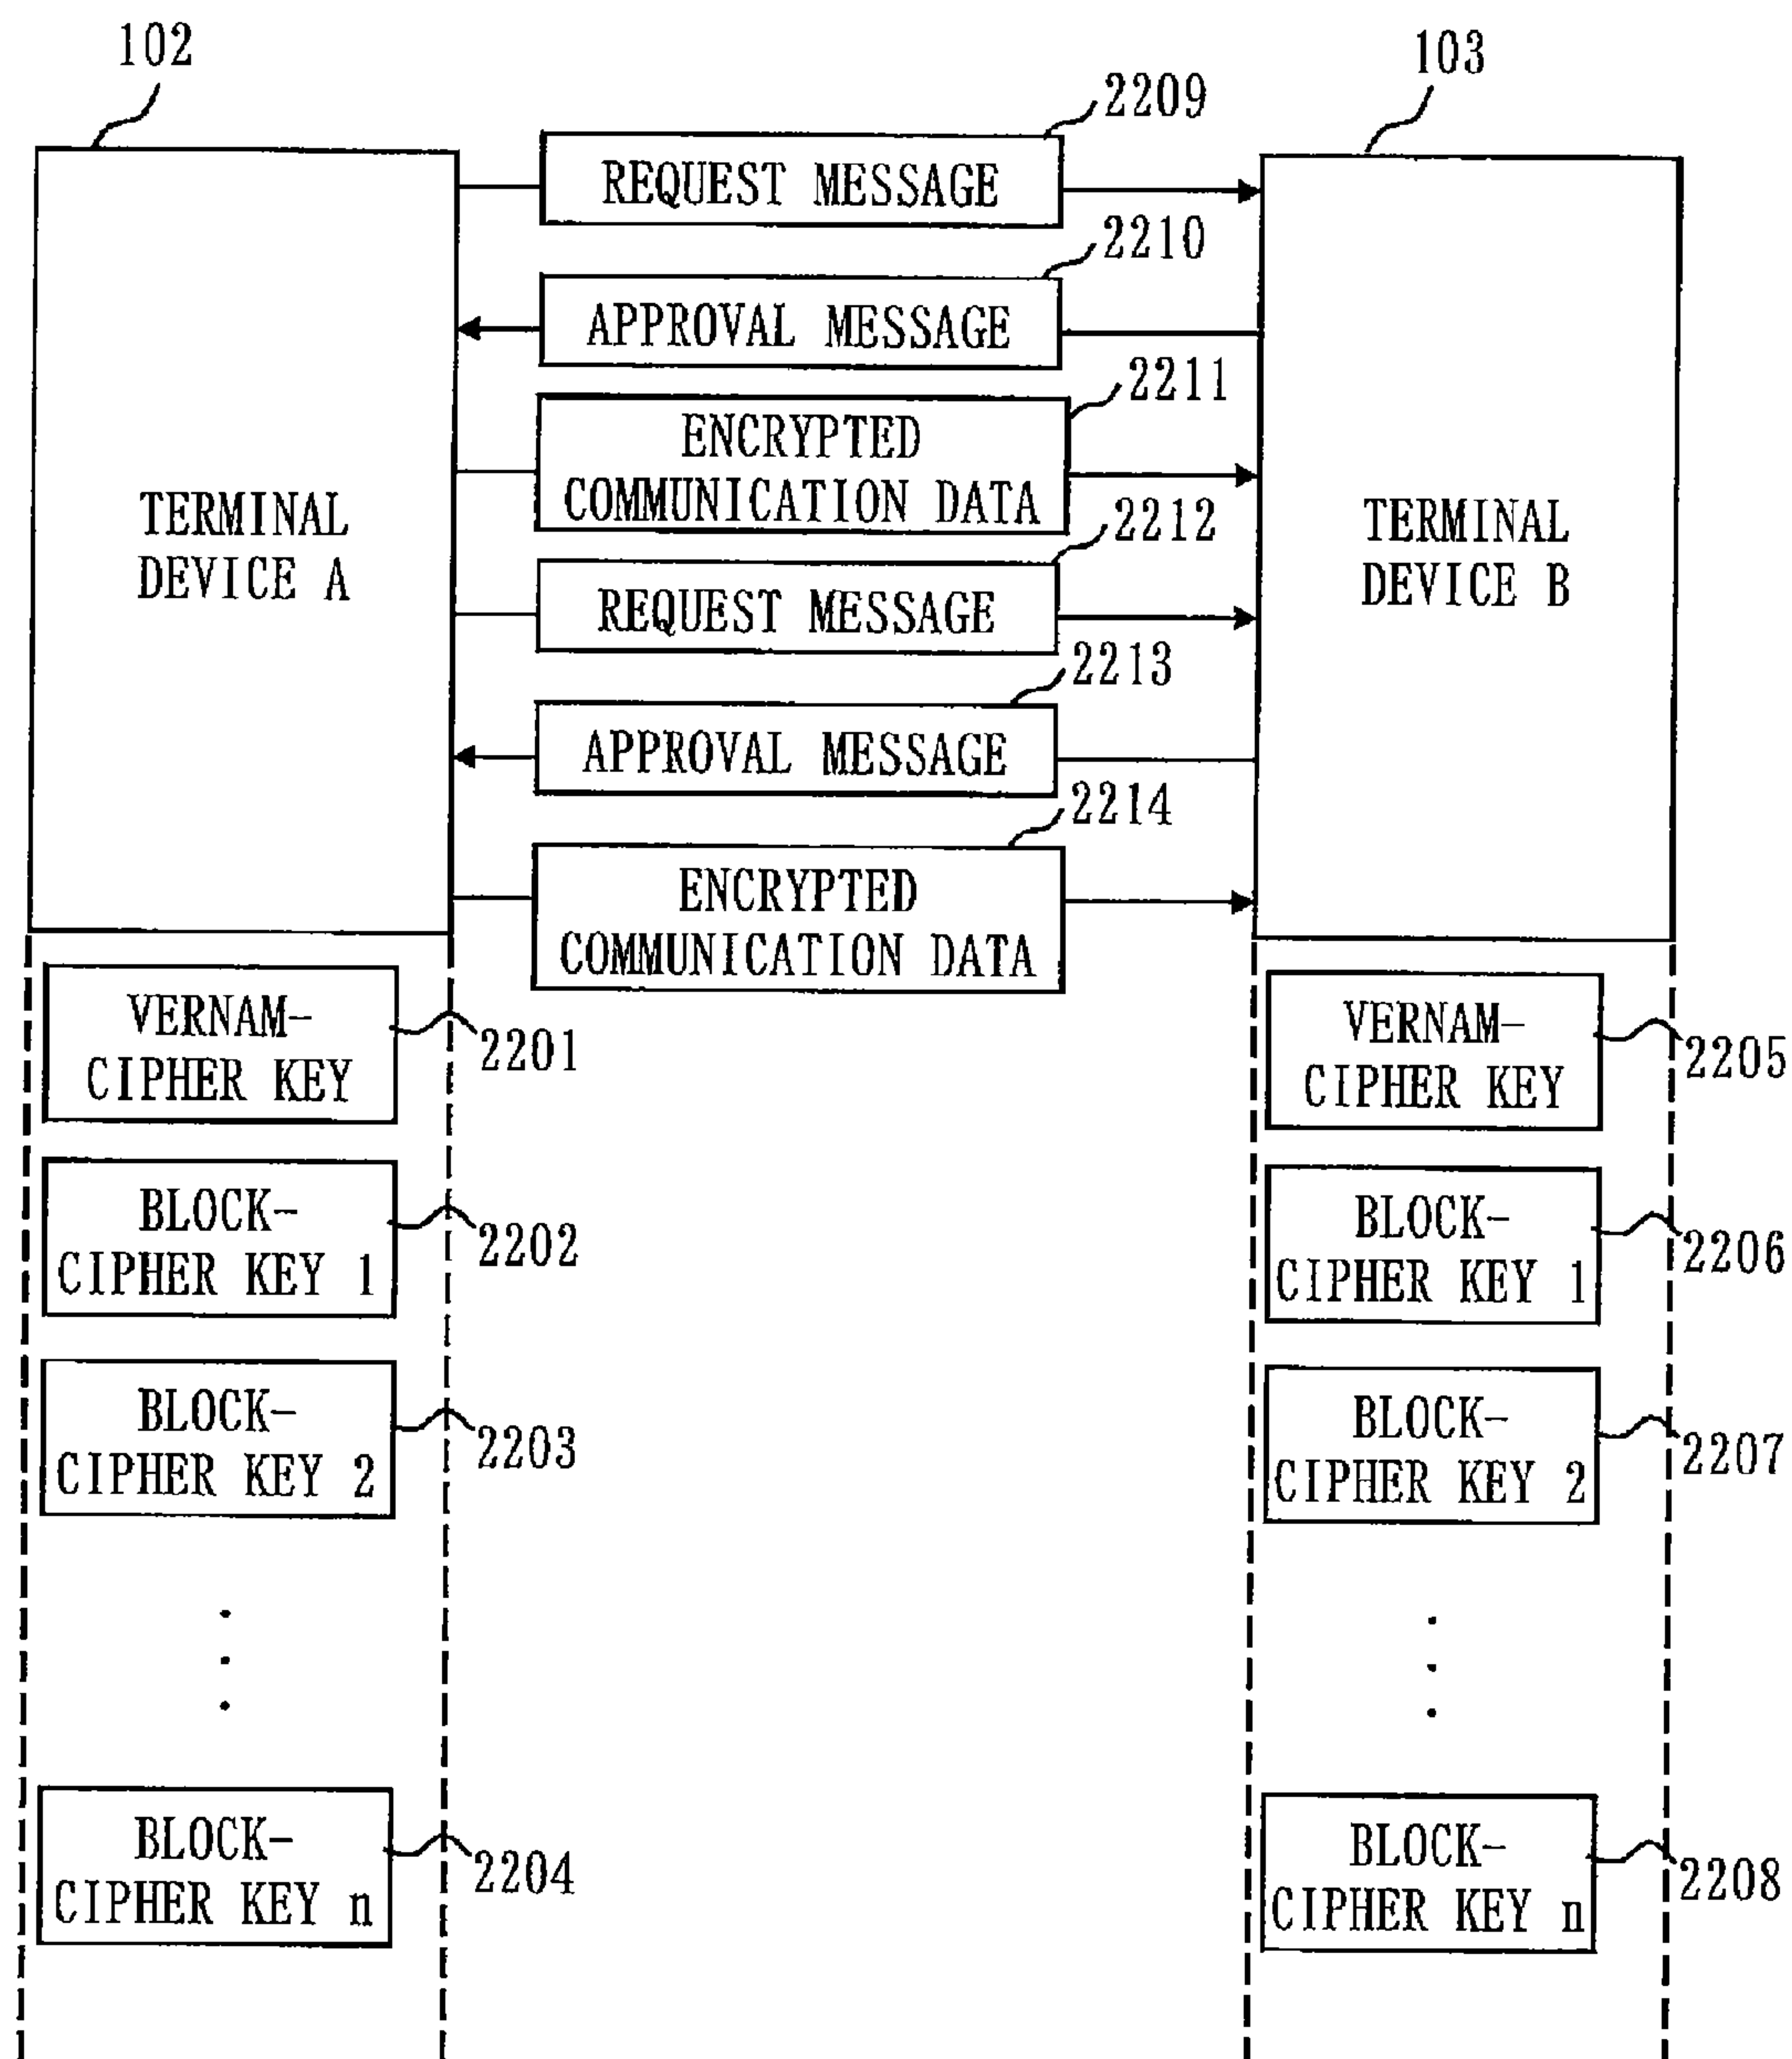 102
103
2209
REQUEST MESSAGE
2210
APPROVAL MESSAGE
2211
ENCRYPTED
COMMUNICATION DATA
2212
REQUEST MESSAGE
2213
APPROVAL MESSAGE
2214
ENCRYPTED
COMMUNICATION DATA
TERMINAL
DEVICE A
TERMINAL
DEVICE B
VERNAM-
CIPHER KEY
2201
BLOCK-
CIPHER KEY 1
2202
BLOCK-
CIPHER KEY 2
2203
BLOCK-
CIPHER KEY n
2204
VERNAM-
CIPHER KEY
2205
BLOCK-
CIPHER KEY 1
2206
BLOCK-
CIPHER KEY 2
2207
BLOCK-
CIPHER KEY n
2208